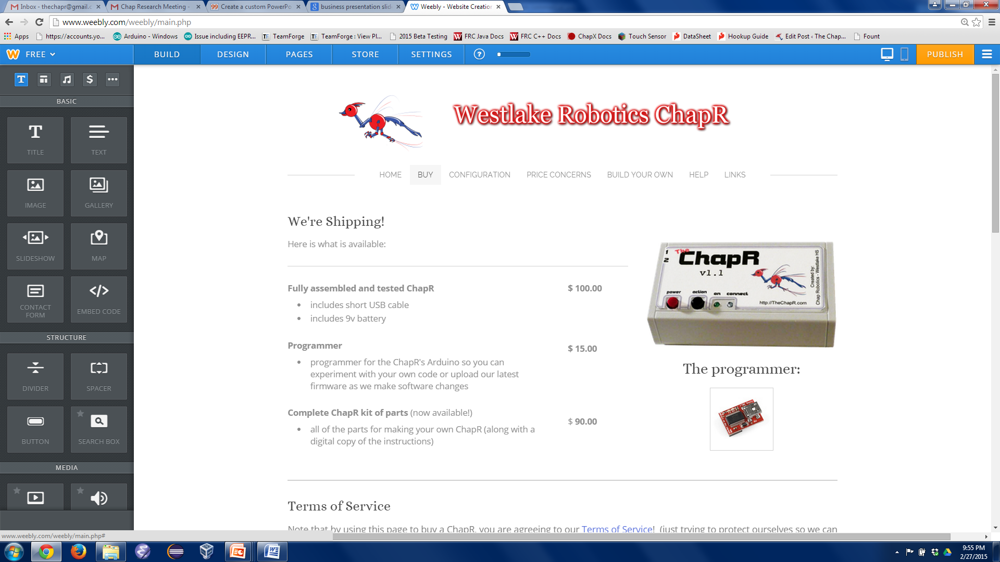 Inbox - thechapr@gmail.c
Chap Research Meeting -
Create a custom PowerPo
business presentation slid
Weebly - Website Creation
www.weebly.com/weebly/main.php
Apps
https://accounts.yo...
Arduino - Windows
Issue including EEPR...
TeamForge
TeamForge : View Pl...
2015 Beta Testing
FRC Java Docs
FRC C++ Docs
ChapX Docs
Touch Sensor
DataSheet
Hookup Guide
Edit Post ‹ The Chap...
Fount
FREE
BUILD
DESIGN
PAGES
STORE
SETTINGS
?
PUBLISH
BASIC
TITLE
TEXT
IMAGE
GALLERY
SLIDESHOW
MAP
CONTACT
FORM
EMBED CODE
STRUCTURE
DIVIDER
SPACER
BUTTON
SEARCH BOX
MEDIA
Westlake Robotics ChapR
HOME BUY CONFIGURATION PRICE CONCERNS BUILD YOUR OWN HELP LINKS
We're Shipping!
Here is what is available:
Fully assembled and tested ChapR $ 100.00
• includes short USB cable
• includes 9v battery
Programmer $ 15.00
• programmer for the ChapR's Arduino so you can
experiment with your own code or upload our latest
firmware as we make software changes
Complete ChapR kit of parts (now available!) $ 90.00
• all of the parts for making your own ChapR (along with a
digital copy of the instructions)
1
2
The
ChapR
v1.1
Created by:
Chap Robotics - Westlake HS
power action on connect
http://TheChapR.com
The programmer:
Terms of Service
Note that by using this page to buy a ChapR, you are agreeing to our Terms of Service! (just trying to protect ourselves so we can
www.weebly.com/weebly/main.php#
9:55 PM
2/27/2015